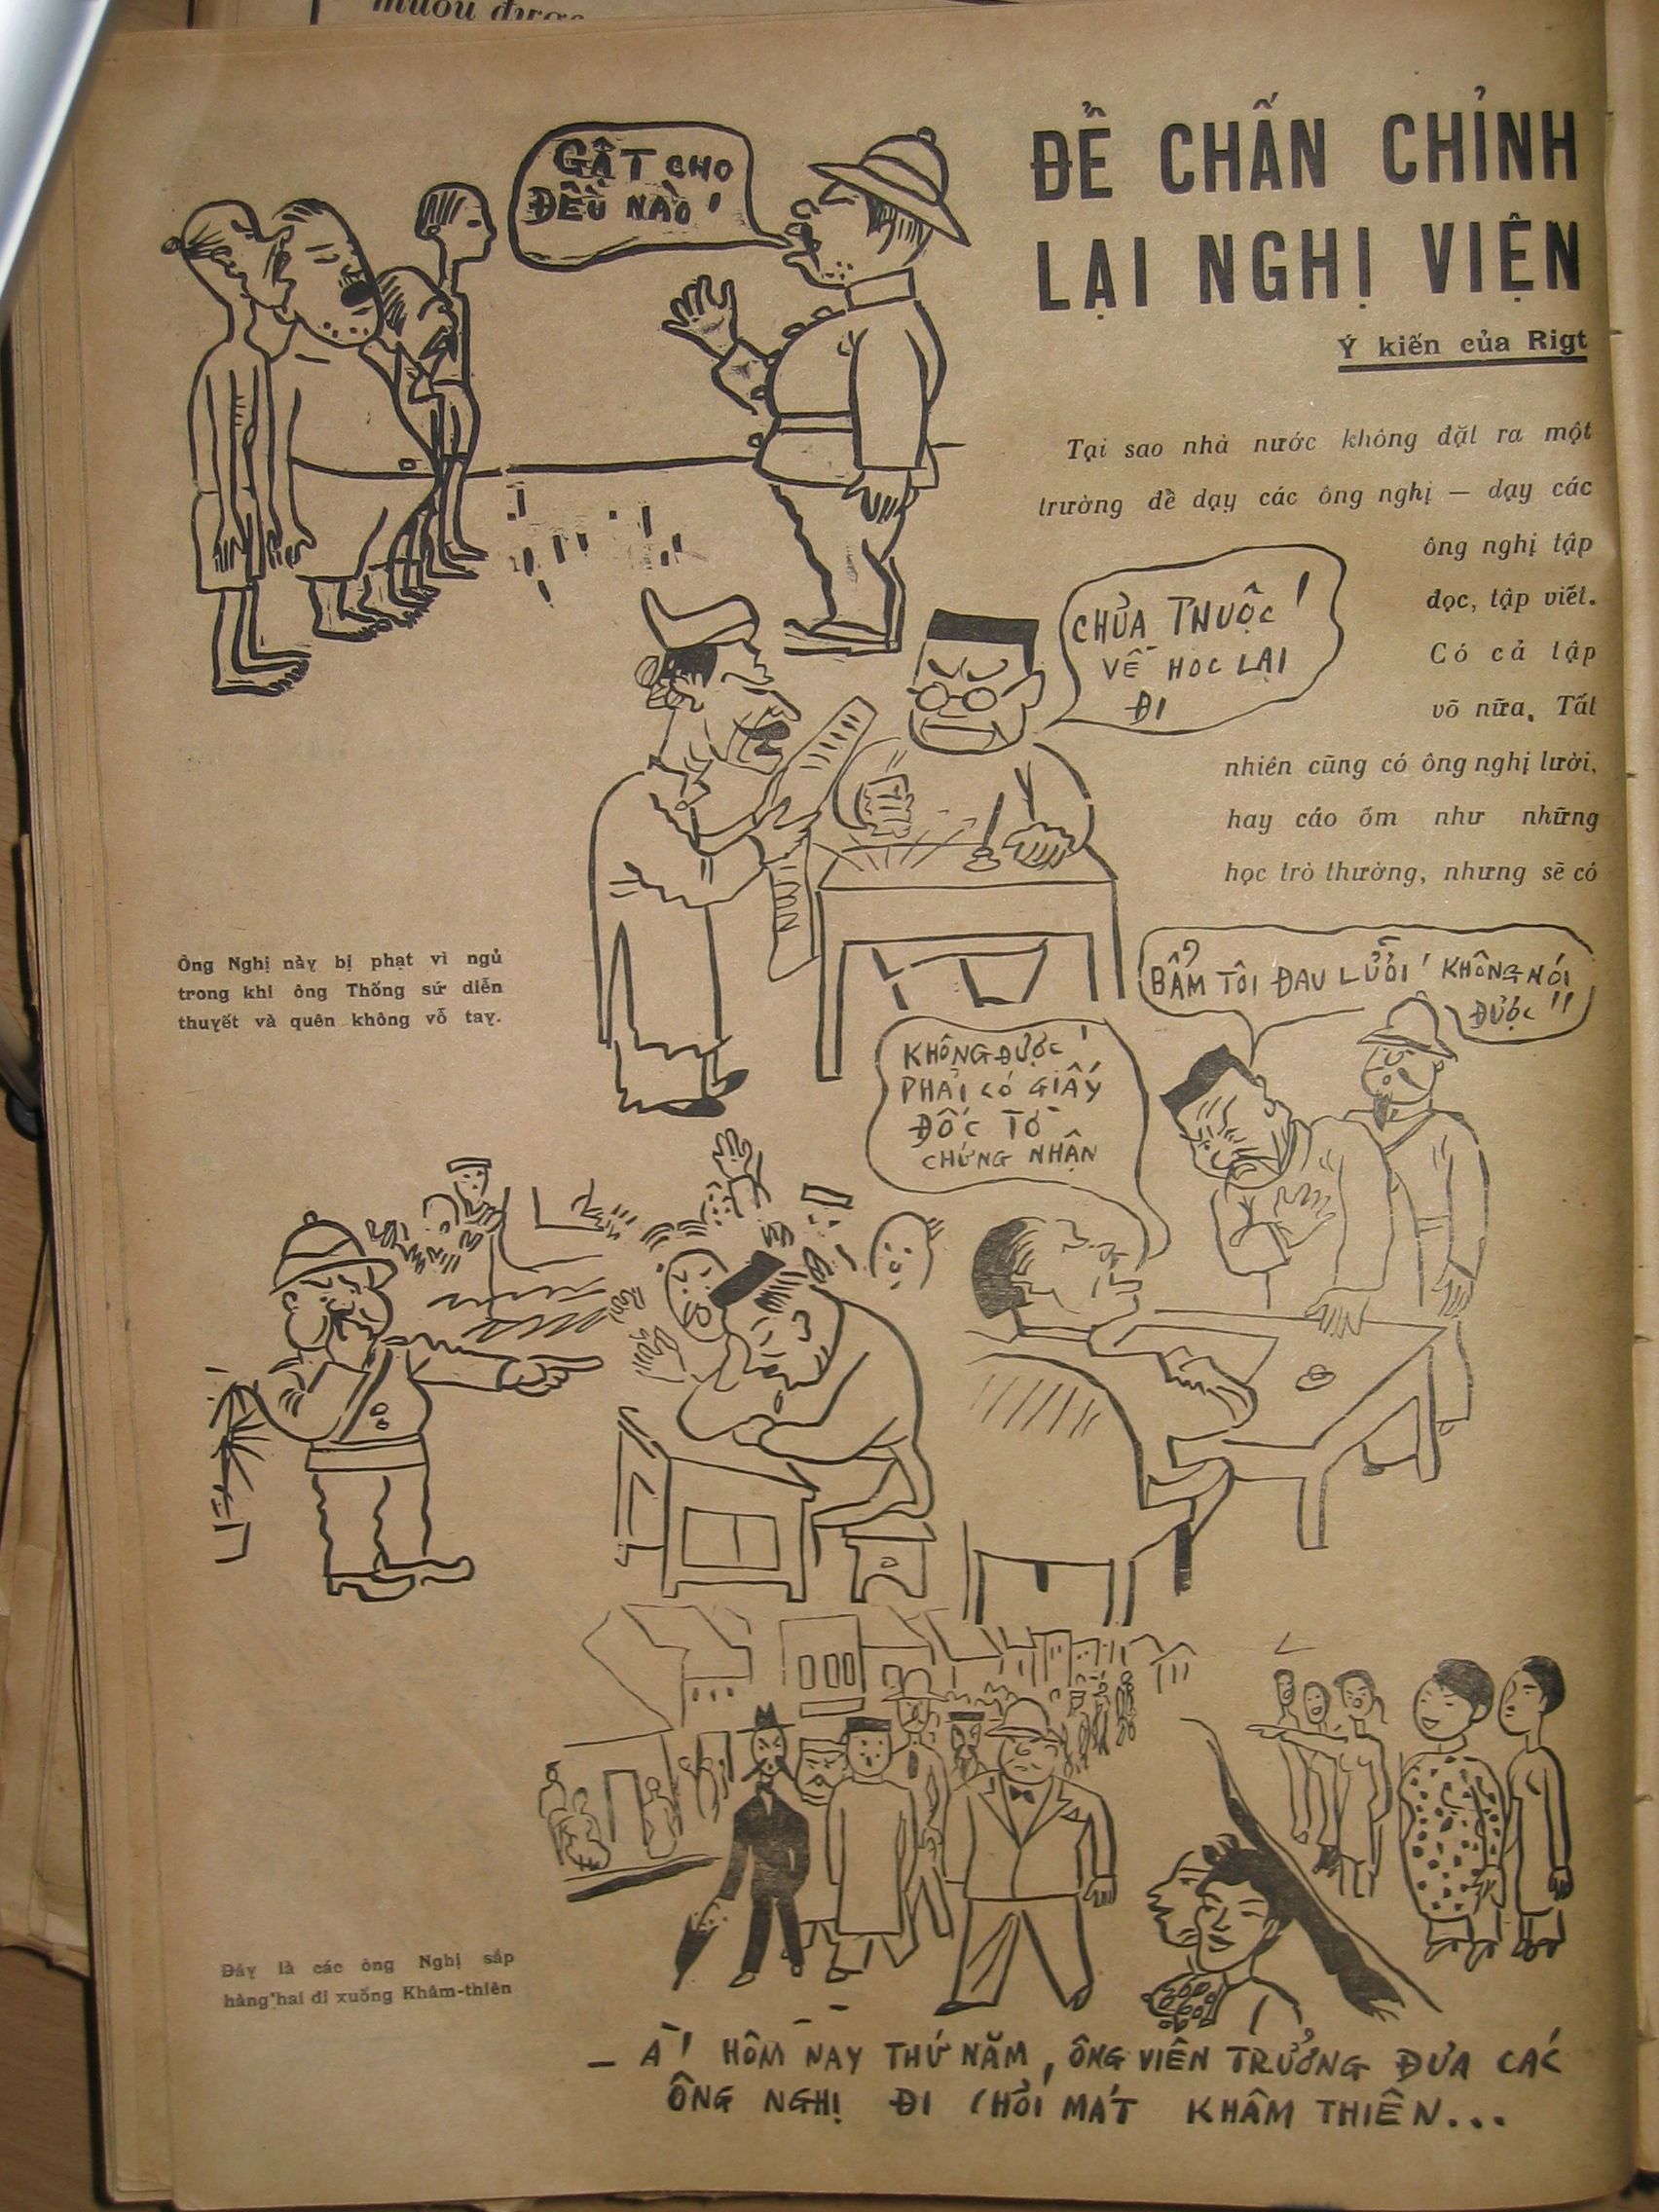 muốn được
ĐỂ CHẤN CHỈNH
LẠI NGHỊ VIỆN
Ý kiến của Rigt
GẬT CHO
ĐỀU NÀO !
Tại sao nhà nước không đặt ra một
trường để dạy các ông nghị — dạy các
ông nghị tập
đọc, tập viết.
Có cả tập
võ nữa. Tất
nhiên cũng có ông nghị lười,
hay cáo ốm như những
học trò thường, nhưng sẽ có
CHỬA THUỘC !
VỀ HỌC LẠI
ĐI
Ông Nghị này bị phạt vì ngủ
trong khi ông Thống sứ diễn
thuyết và quên không vỗ tay.
BẨM TÔI ĐAU LƯỠI ! KHÔNG NÓI
ĐƯỢC !!
KHÔNG ĐƯỢC !
PHẢI CÓ GIẤY
ĐỐC TỜ
CHỨNG NHẬN
Đây là các ông Nghị sắp
hàng hai đi xuống Khâm-thiên
— A ! HÔM NAY THỨ NĂM, ÔNG VIỆN TRƯỞNG ĐƯA CÁC
ÔNG NGHỊ ĐI CHƠI MÁT KHÂM THIÊN...